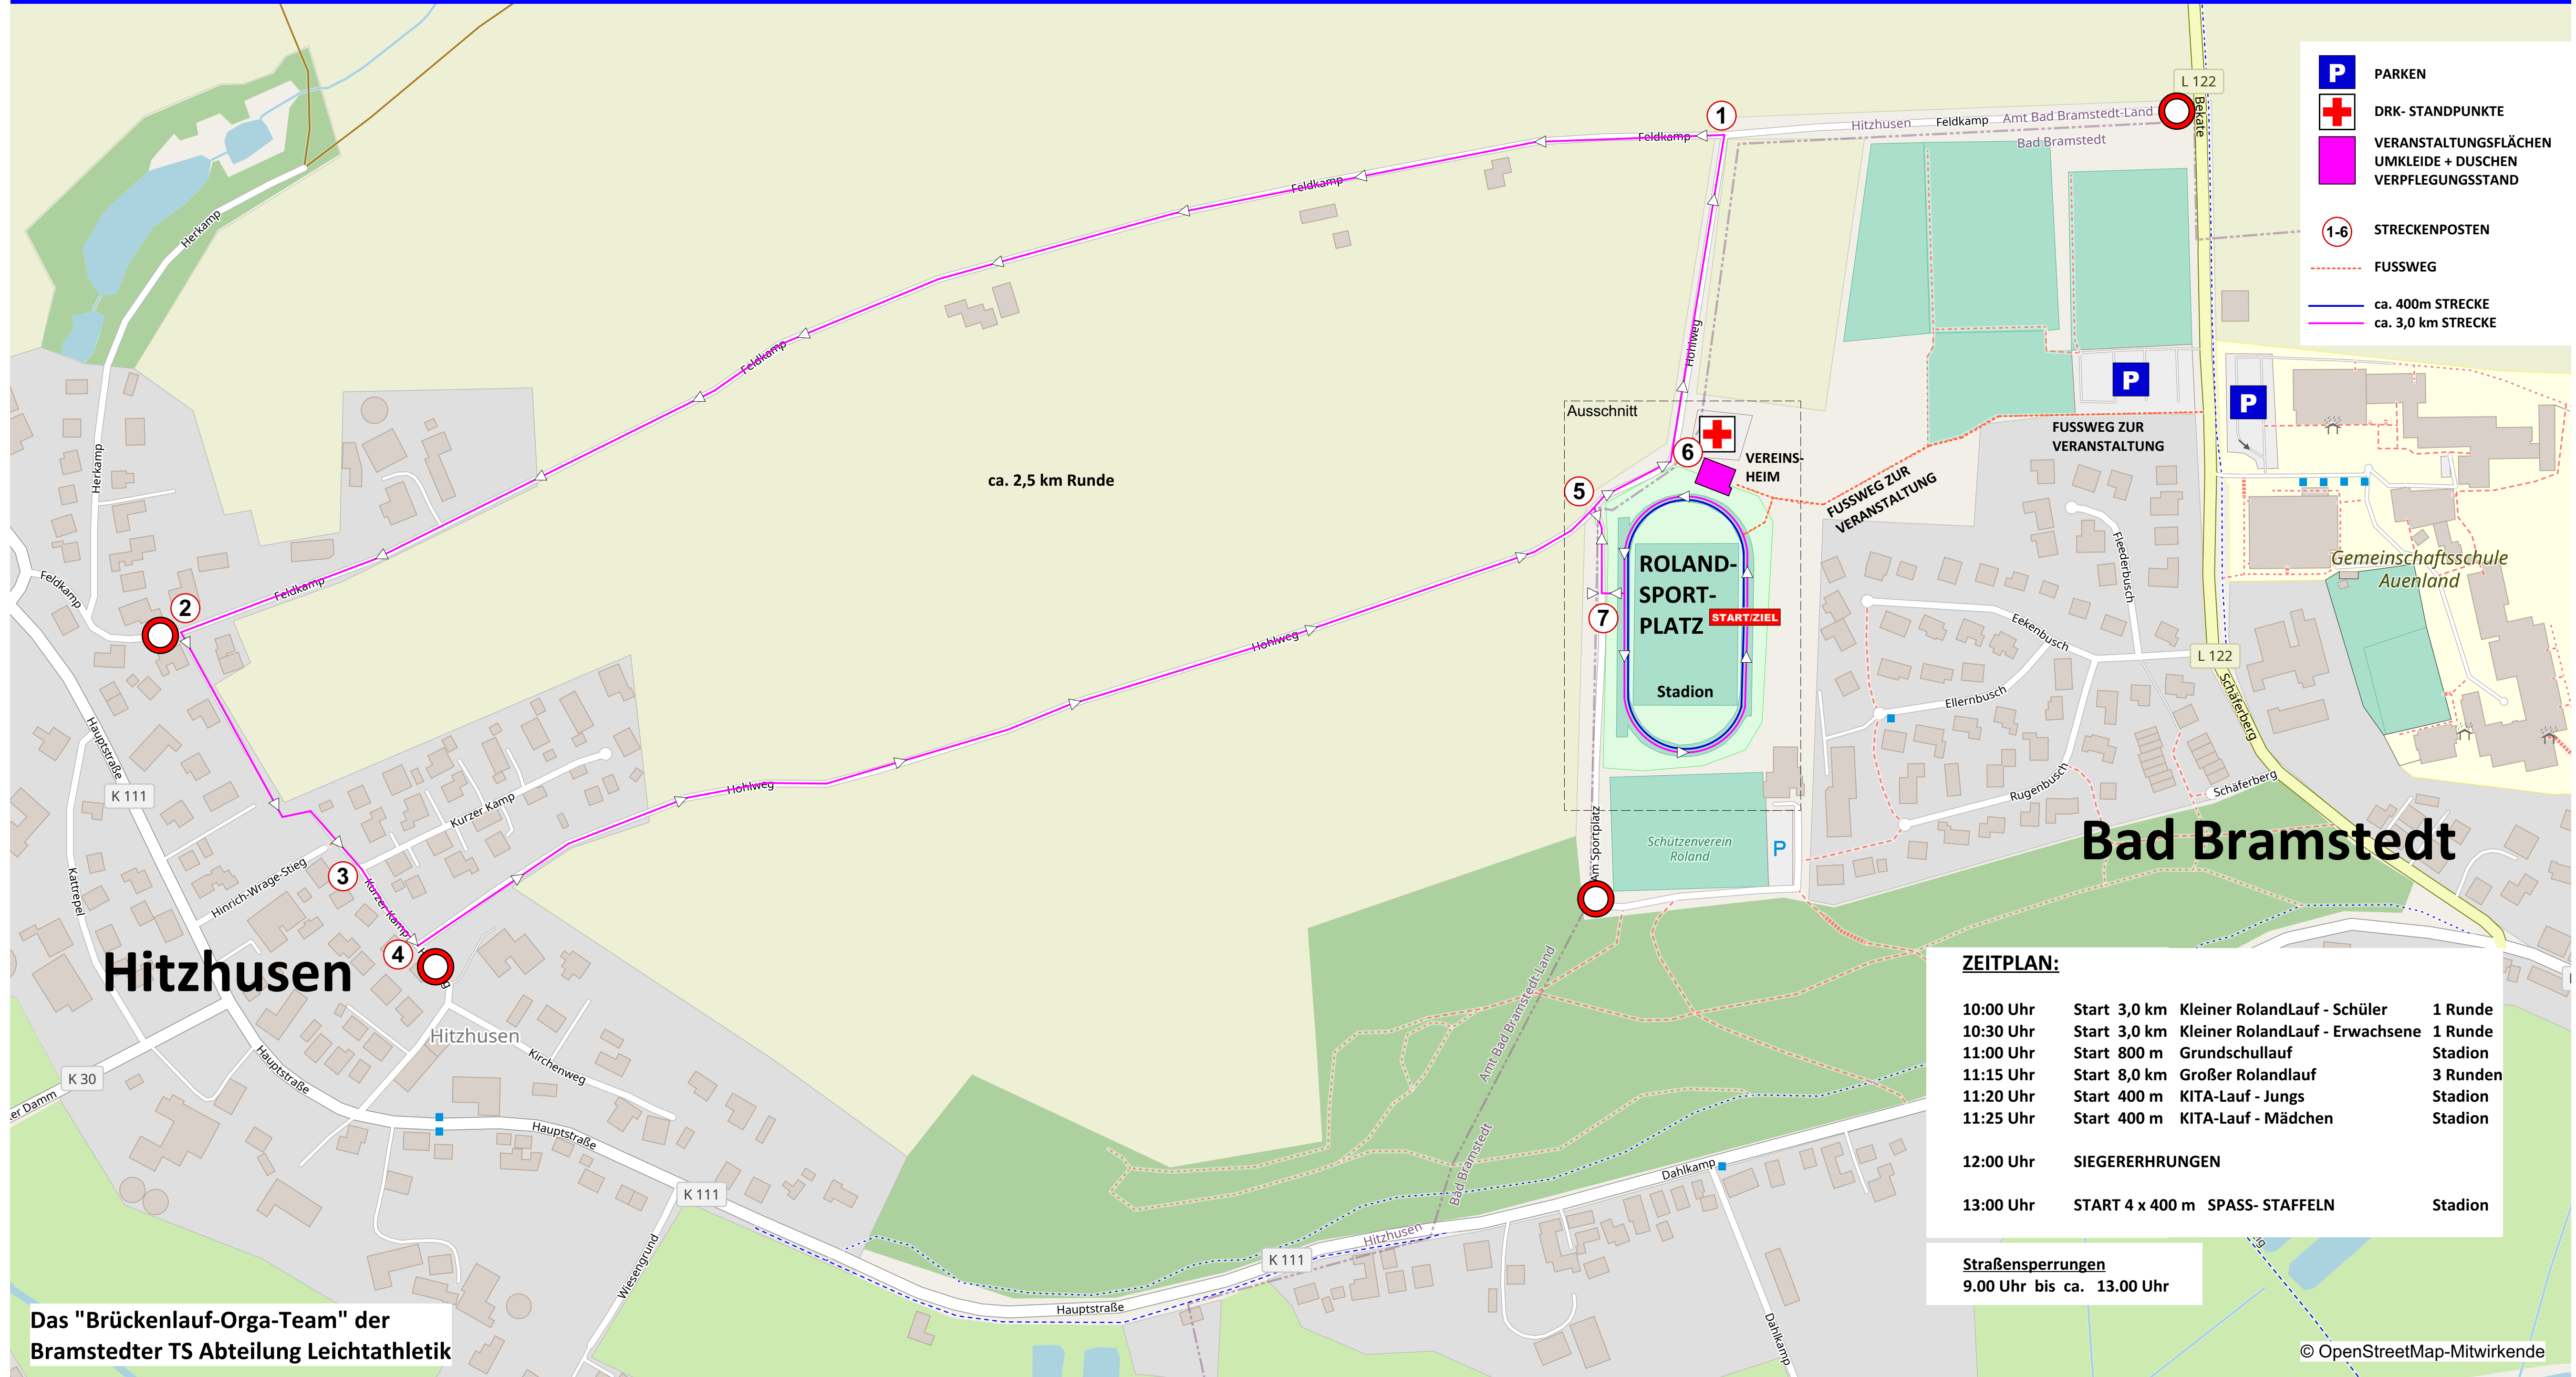 L 122
Bekate
PARKEN
DRK- STANDPUNKTE
VERANSTALTUNGSFLÄCHEN
UMKLEIDE + DUSCHEN
VERPFLEGUNGSSTAND
1-6
STRECKENPOSTEN
FUSSWEG
ca. 400m STRECKE
ca. 3,0 km STRECKE
P
P
P
P
1
Feldkamp
Hitzhusen
Feldkamp
Amt Bad Bramstedt-Land
Bad Bramstedt
Feldkamp
Feldkamp
Feldkamp
Feldkamp
Herkamp
Herkamp
Hohlweg
Ausschnitt
6
5
VEREINS-
HEIM
FUSSWEG ZUR
VERANSTALTUNG
FUSSWEG ZUR
VERANSTALTUNG
ca. 2,5 km Runde
ROLAND-
SPORT-
PLATZ
START/ZIEL
Stadion
7
2
Gemeinschaftsschule
Auenland
Fleederbusch
Eekenbusch
Ellernbusch
Rugenbusch
L 122
Schäferberg
Schäferberg
Hohlweg
Hohlweg
Hauptstraße
K 111
Kattrepel
Kurzer Kamp
Hinrich-Wrage-Stieg
3
Kurzer Kamp
4
Am Sportplatz
Schützenverein
Roland
Bad Bramstedt
Hitzhusen
Hitzhusen
Kirchenweg
Hauptstraße
K 30
er Damm
Hauptstraße
K 111
Wiesengrund
Hauptstraße
K 111
Hitzhusen
Amt Bad Bramstedt-Land
Bad Bramstedt
Dahlkamp
Dahlkamp
ZEITPLAN:
10:00 Uhr Start 3,0 km Kleiner RolandLauf - Schüler 1 Runde
10:30 Uhr Start 3,0 km Kleiner RolandLauf - Erwachsene 1 Runde
11:00 Uhr Start 800 m Grundschullauf Stadion
11:15 Uhr Start 8,0 km Großer Rolandlauf 3 Runden
11:20 Uhr Start 400 m KITA-Lauf - Jungs Stadion
11:25 Uhr Start 400 m KITA-Lauf - Mädchen Stadion
12:00 Uhr SIEGERERHRUNGEN
13:00 Uhr START 4 x 400 m SPASS- STAFFELN Stadion
Straßensperrungen
9.00 Uhr bis ca. 13.00 Uhr
Das "Brückenlauf-Orga-Team" der
Bramstedter TS Abteilung Leichtathletik
© OpenStreetMap-Mitwirkende